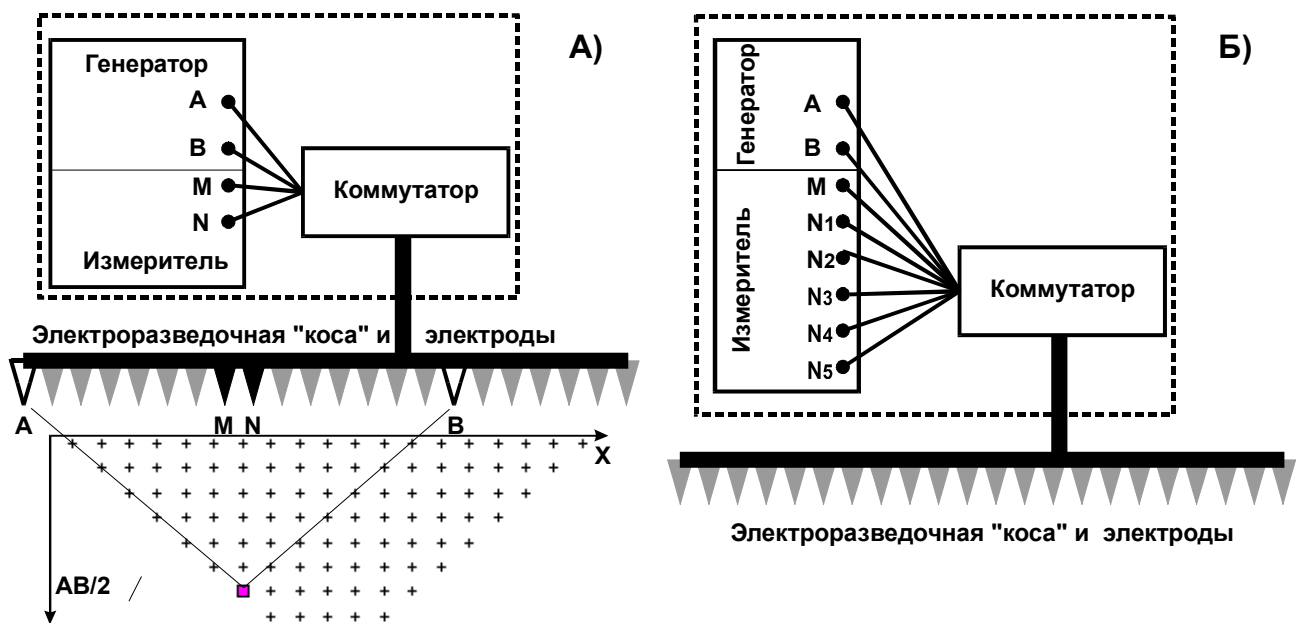 А)
Генератор
A
B
M
N
Измеритель
Коммутатор
Электроразведочная "коса" и электроды
A
M N
B
X
AB/2
Б)
Генератор
A
B
Измеритель
M
N1
N2
N3
N4
N5
Коммутатор
Электроразведочная "коса" и электроды